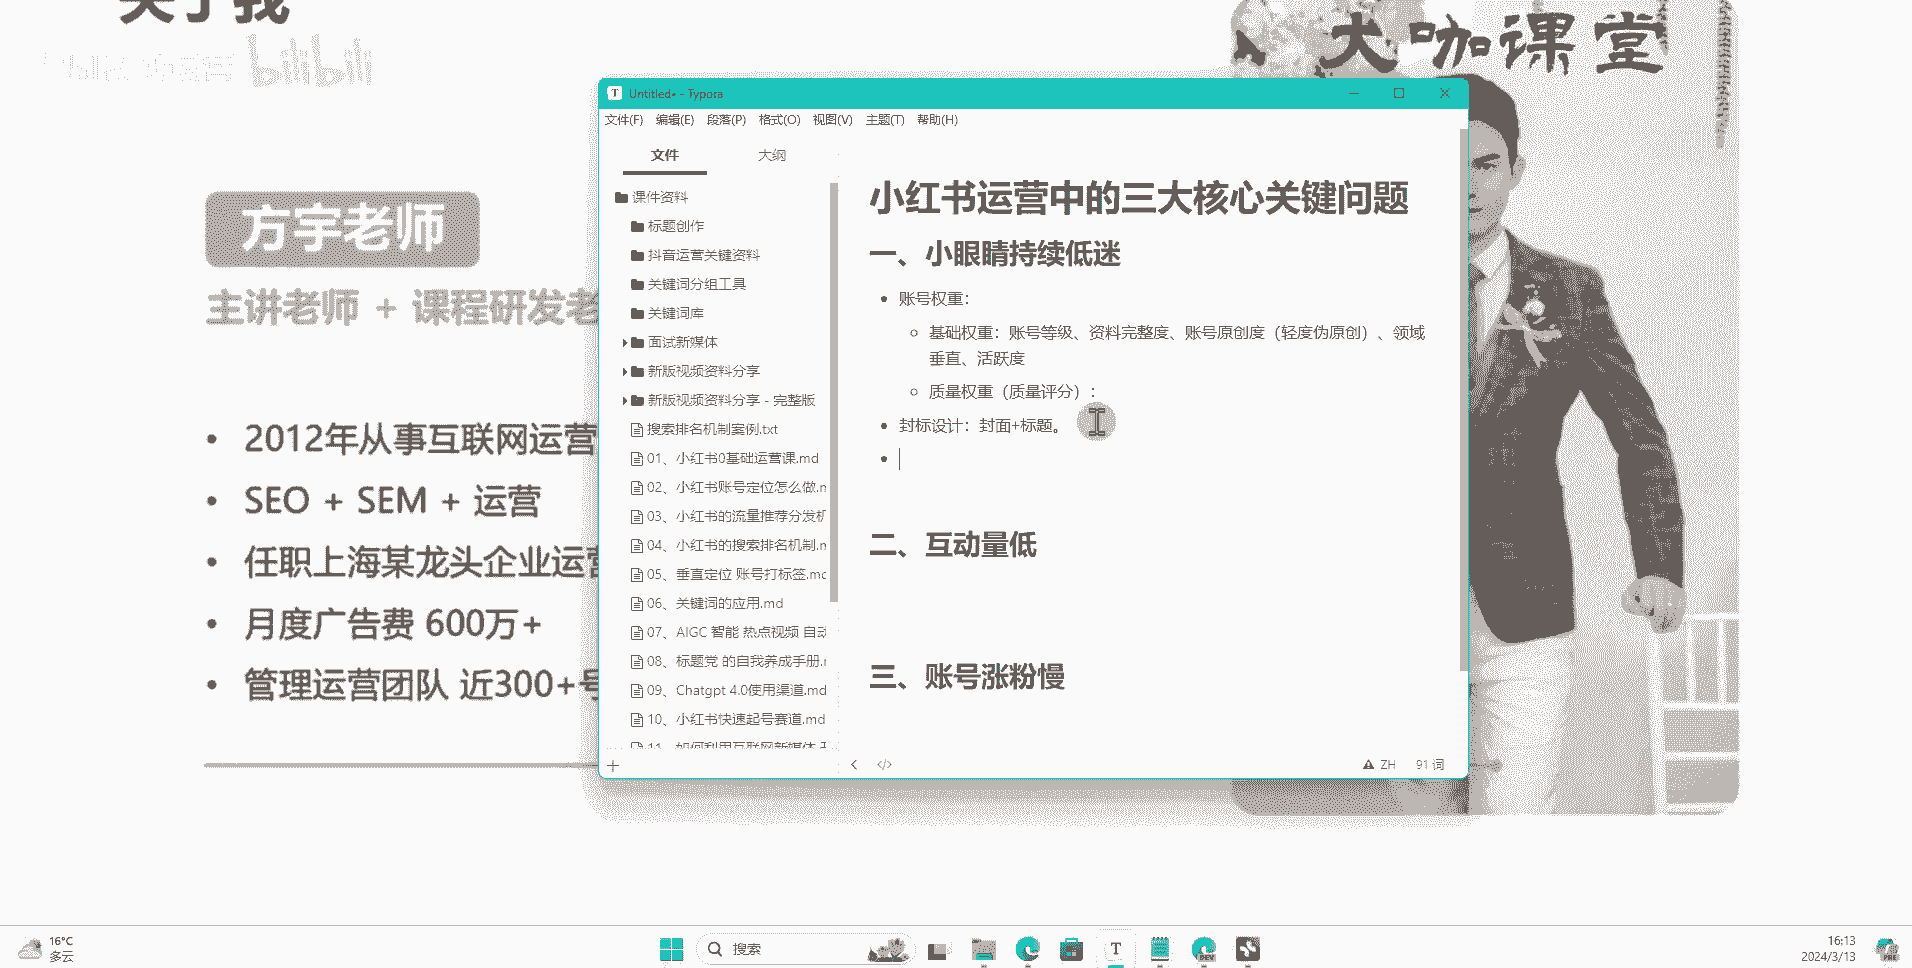 关于我
bilibili
大咖课堂
方宇老师
主讲老师 + 课程研发老
2012年从事互联网运营
SEO + SEM + 运营
任职上海某龙头企业运营
月度广告费 600万+
管理运营团队 近300+号
Untitled• - Typora
文件(F) 编辑(E) 段落(P) 格式(O) 视图(V) 主题(T) 帮助(H)
文件 大纲
课件资料
标题创作
抖音运营关键资料
关键词分组工具
关键词库
面试新媒体
新版视频资料分享
新版视频资料分享 - 完整版
搜索排名机制案例.txt
01、小红书0基础运营课.md
02、小红书账号定位怎么做.m
03、小红书的流量推荐分发机
04、小红书的搜索排名机制.m
05、垂直定位 账号打标签.md
06、关键词的应用.md
07、AIGC 智能 热点视频 自动
08、标题党 的自我养成手册.m
09、Chatgpt 4.0使用渠道.md
10、小红书快速起号赛道.md
11、如何利用互联网新媒体
小红书运营中的三大核心关键问题
一、小眼睛持续低迷
账号权重：
基础权重：账号等级、资料完整度、账号原创度（轻度伪原创）、领域
垂直、活跃度
质量权重（质量评分）：
封标设计：封面+标题。
二、互动量低
三、账号涨粉慢
ZH 91 词
16°C
多云
搜索
T
DEV
16:13
2024/3/13
PRE